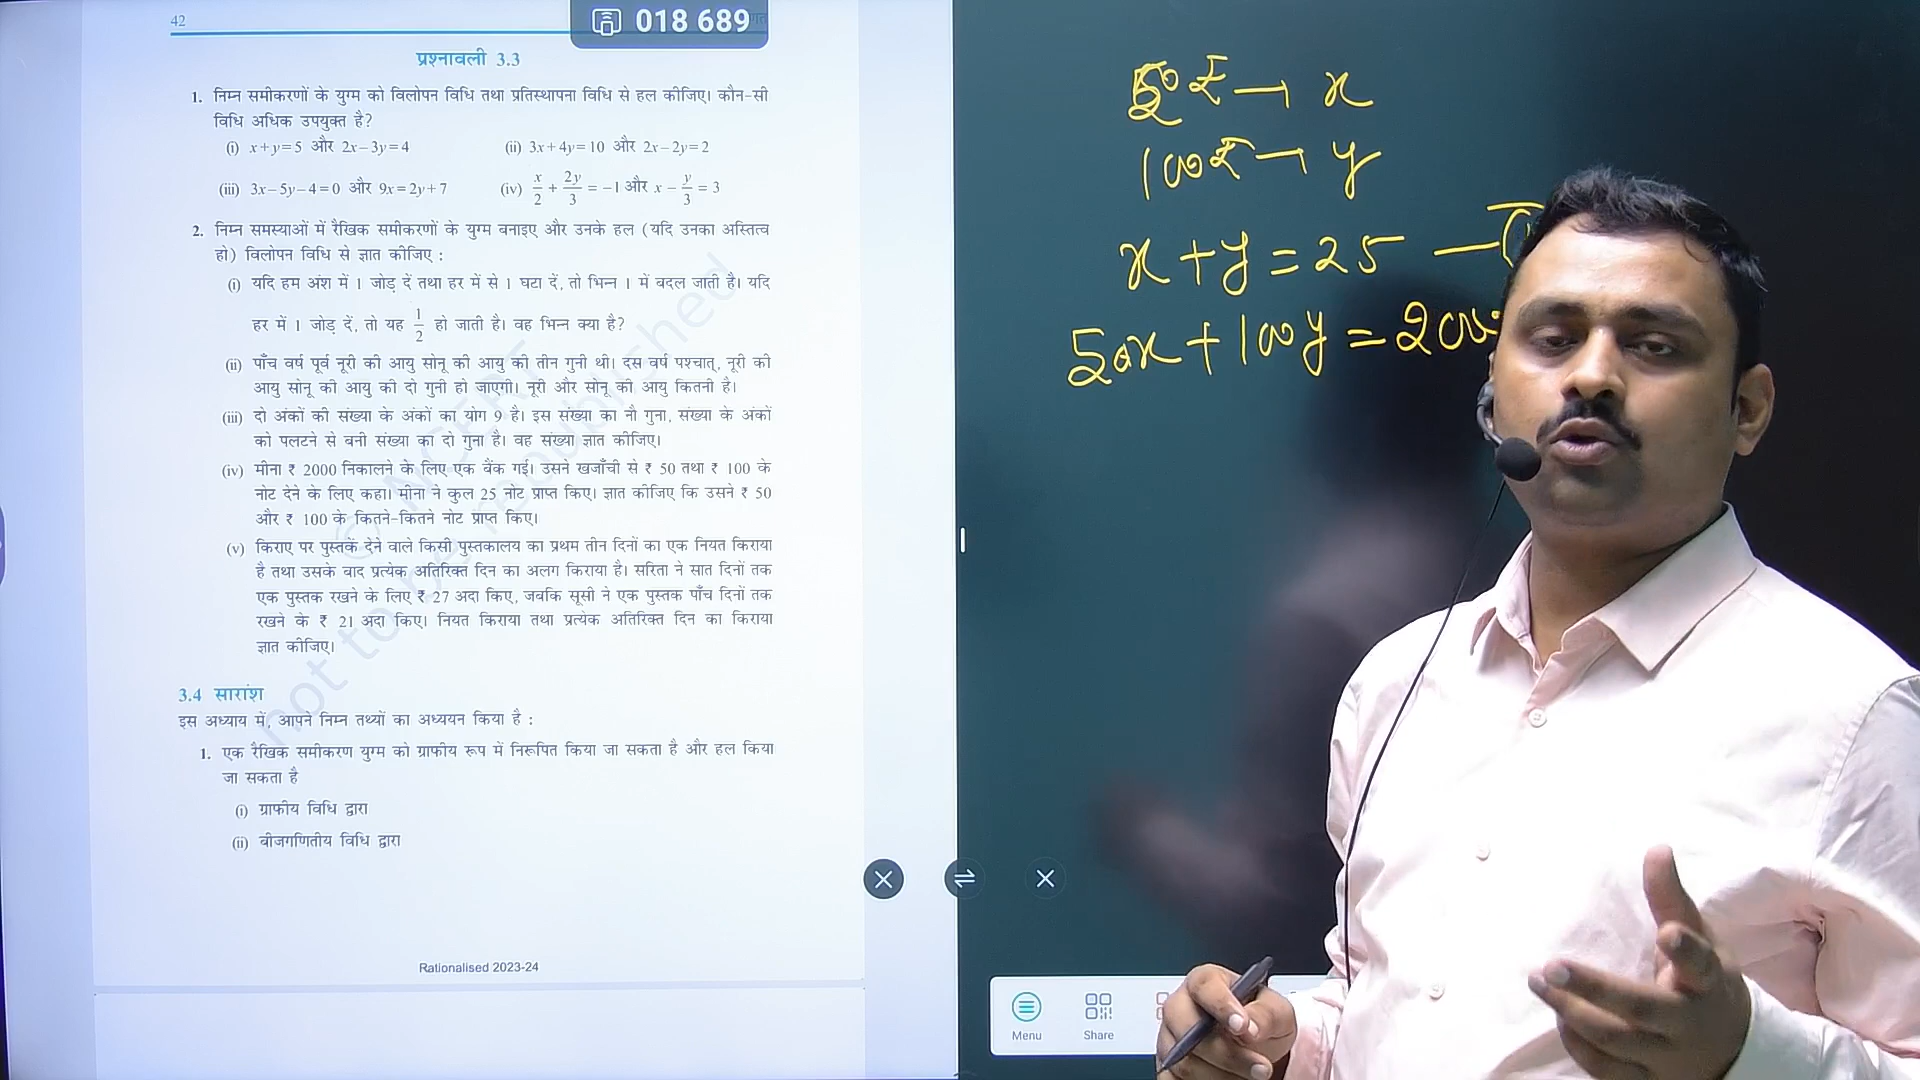 42
018 689
प्रश्नावली 3.3
1. निम्न समीकरणों के युग्म को विलोपन विधि तथा प्रतिस्थापना विधि से हल कीजिए। कौन-सी
विधि अधिक उपयुक्त है?
(i) x+y=5 और 2x-3y=4
(ii) 3x+4y=10 और 2x-2y=2
(iii) 3x-5y-4=0 और 9x=2y+7
(iv) x/2 + 2y/3 = -1 और x - y/3 = 3
2. निम्न समस्याओं में रैखिक समीकरणों के युग्म बनाइए और उनके हल (यदि उनका अस्तित्व
हो) विलोपन विधि से ज्ञात कीजिए :
(i) यदि हम अंश में 1 जोड़ दें तथा हर में से 1 घटा दें, तो भिन्न 1 में बदल जाती है। यदि
हर में 1 जोड़ दें, तो यह 1/2 हो जाती है। वह भिन्न क्या है?
(ii) पाँच वर्ष पूर्व नूरी की आयु सोनू की आयु की तीन गुनी थी। दस वर्ष पश्चात्, नूरी की
आयु सोनू की आयु की दो गुनी हो जाएगी। नूरी और सोनू की आयु कितनी है।
(iii) दो अंकों की संख्या के अंकों का योग 9 है। इस संख्या का नौ गुना, संख्या के अंकों
को पलटने से बनी संख्या का दो गुना है। वह संख्या ज्ञात कीजिए।
(iv) मीना ₹ 2000 निकालने के लिए एक बैंक गई। उसने खजाँची से ₹ 50 तथा ₹ 100 के
नोट देने के लिए कहा। मीना ने कुल 25 नोट प्राप्त किए। ज्ञात कीजिए कि उसने ₹ 50
और ₹ 100 के कितने-कितने नोट प्राप्त किए।
(v) किराए पर पुस्तकें देने वाले किसी पुस्तकालय का प्रथम तीन दिनों का एक नियत किराया
है तथा उसके बाद प्रत्येक अतिरिक्त दिन का अलग किराया है। सरिता ने सात दिनों तक
एक पुस्तक रखने के लिए ₹ 27 अदा किए, जबकि सूसी ने एक पुस्तक पाँच दिनों तक
रखने के ₹ 21 अदा किए। नियत किराया तथा प्रत्येक अतिरिक्त दिन का किराया
ज्ञात कीजिए।
3.4 सारांश
इस अध्याय में, आपने निम्न तथ्यों का अध्ययन किया है :
1. एक रैखिक समीकरण युग्म को ग्राफीय रूप में निरूपित किया जा सकता है और हल किया
जा सकता है
(i) ग्राफीय विधि द्वारा
(ii) बीजगणितीय विधि द्वारा
Rationalised 2023-24
© NCERT
not to be republished
50 ₹ → x
100 ₹ → y
x + y = 25
50x + 100y = 200
Menu
Share